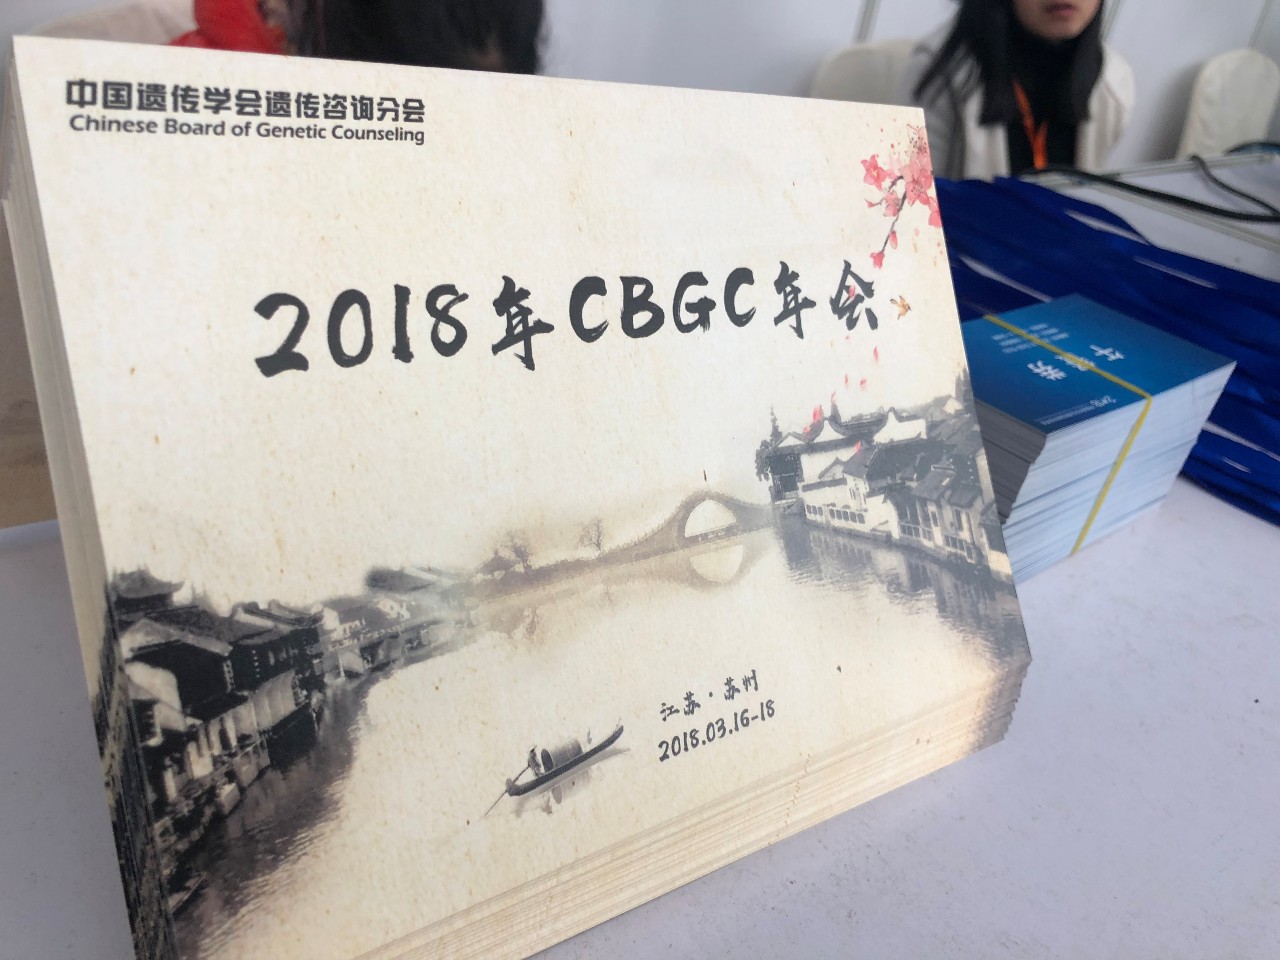 中国遗传学会遗传咨询分会
Chinese Board of Genetic Counseling
2018年CBGC年会
江苏·苏州
2018.03.16-18